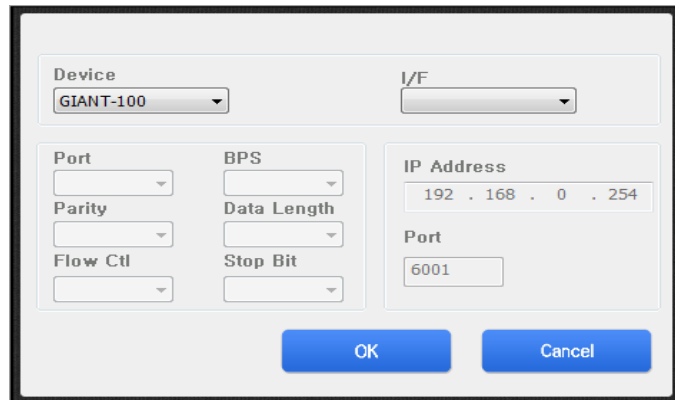 Device
I/F
GIANT-100
Port
BPS
Parity
Data Length
Flow Ctl
Stop Bit
IP Address
192 . 168 . 0 . 254
Port
6001
OK
Cancel